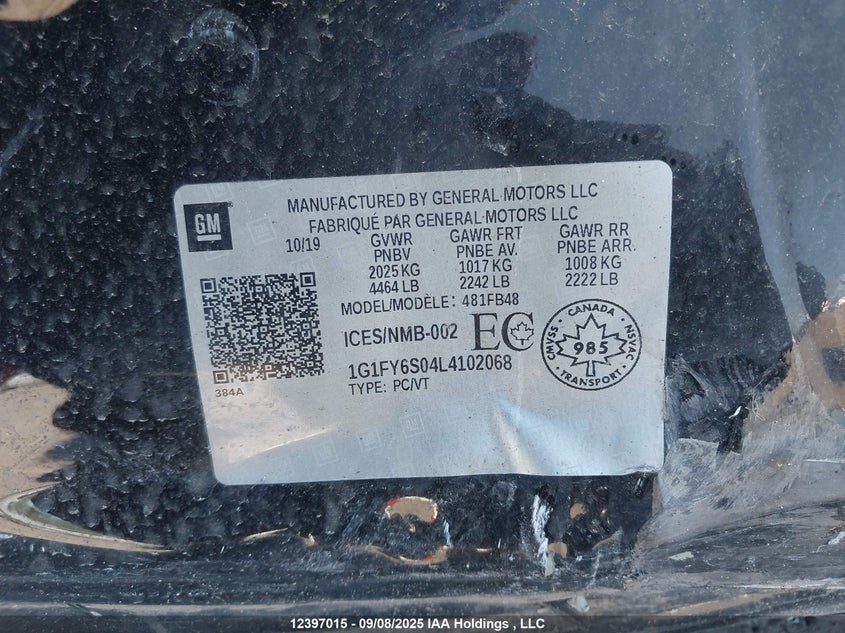 MANUFACTURED BY GENERAL MOTORS LLC
FABRIQUÉ PAR GENERAL MOTORS LLC
GM
10/19 GVWR GAWR FRT GAWR RR
PNBV PNBE AV. PNBE ARR.
2025 KG 1017 KG 1008 KG
4464 LB 2242 LB 2222 LB
MODEL/MODÈLE: 481FB48
ICES/NMB-002 EC
CANADA
CMVSS 985 NSVAC
TRANSPORT
1G1FY6S04L4102068
TYPE: PC/VT
384A
12397015 - 09/08/2025 IAA Holdings , LLC